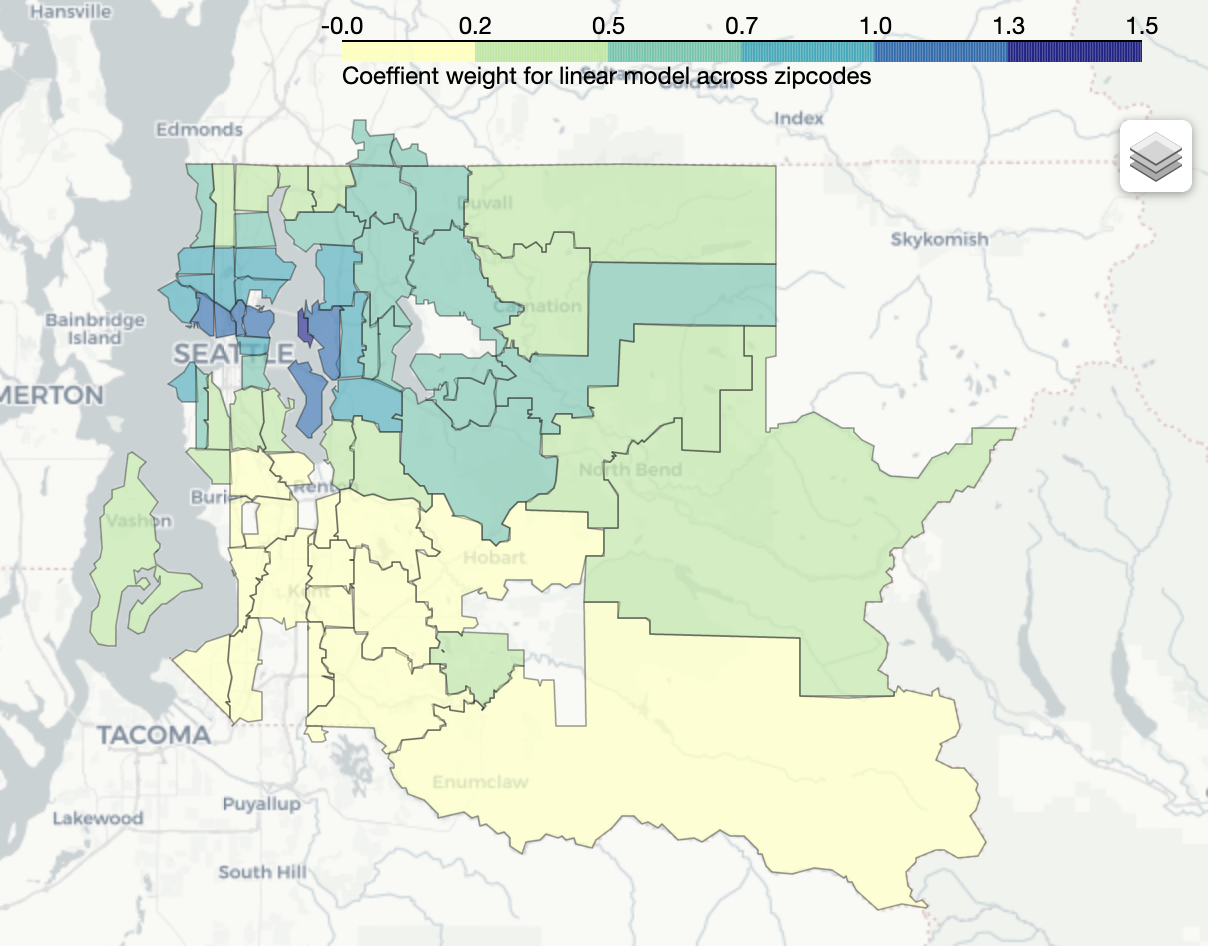 Hansville
-0.0 0.2 0.5 0.7 1.0 1.3 1.5
Coeffient weight for linear model across zipcodes
Gold Bar
Index
Edmonds
Duvall
Skykomish
Carnation
Bainbridge
Island
SEATTLE
MERTON
North Bend
Buri
Renton
Vashon
Hobart
Kent
TACOMA
Enumclaw
Puyallup
Lakewood
South Hill